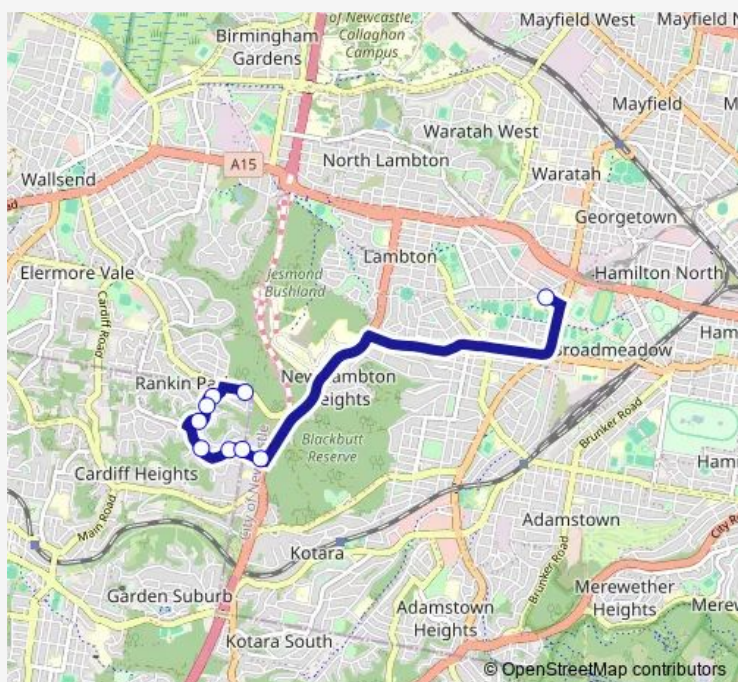 of Newcastle,
Callaghan
Campus
Mayfield West
Mayfield N
Birmingham
Gardens
Mayfield
Waratah West
North Lambton
A15
Waratah
Wallsend
Georgetown
Lambton
Hamilton North
Elermore Vale
Jesmond
Bushland
Cardiff Road
Broadmeadow
Ham
Rankin Pa
New Lambton
Heights
Brunker Road
Blackbutt
Reserve
Cardiff Heights
Ham
City of Newcastle
Main Road
Adamstown
City Ro
Kotara
Brunker Road
Merewether
Heights
Merew
Garden Suburb
Adamstown
Heights
Kotara South
© OpenStreetMap contributors